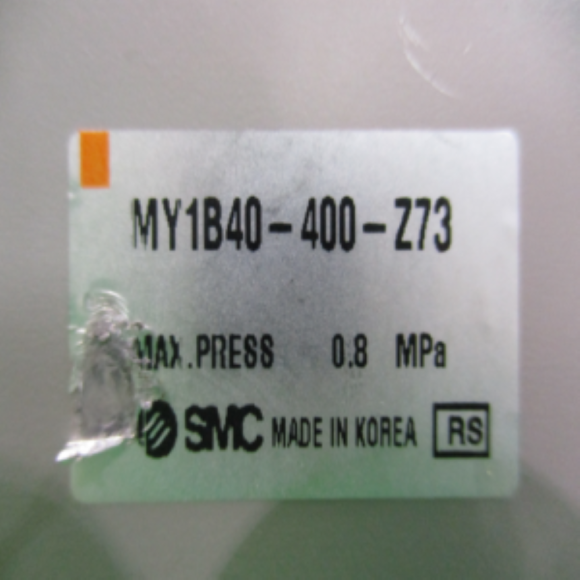 MY1B40-400-Z73
MAX.PRESS 0.8 MPa
SMC MADE IN KOREA RS